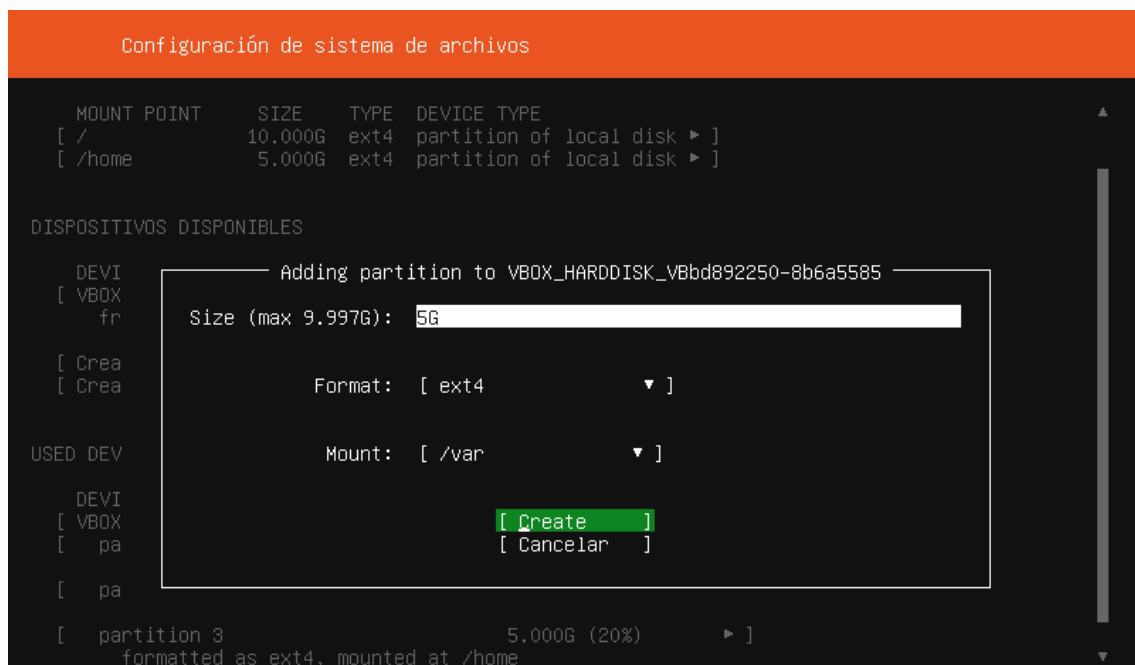 Configuración de sistema de archivos
MOUNT POINT SIZE TYPE DEVICE TYPE
[ / 10.000G ext4 partition of local disk ▸ ]
[ /home 5.000G ext4 partition of local disk ▸ ]
DISPOSITIVOS DISPONIBLES
DEVI
[ VBOX
fr
[ Crea
[ Crea
Adding partition to VBOX_HARDDISK_VBbd892250-8b6a5585
Size (max 9.997G): 5G
Format: [ ext4 ▾ ]
Mount: [ /var ▾ ]
[ Create ]
[ Cancelar ]
USED DEV
DEVI
[ VBOX
[ pa
[ pa
[ partition 3 5.000G (20%) ▸ ]
formatted as ext4, mounted at /home